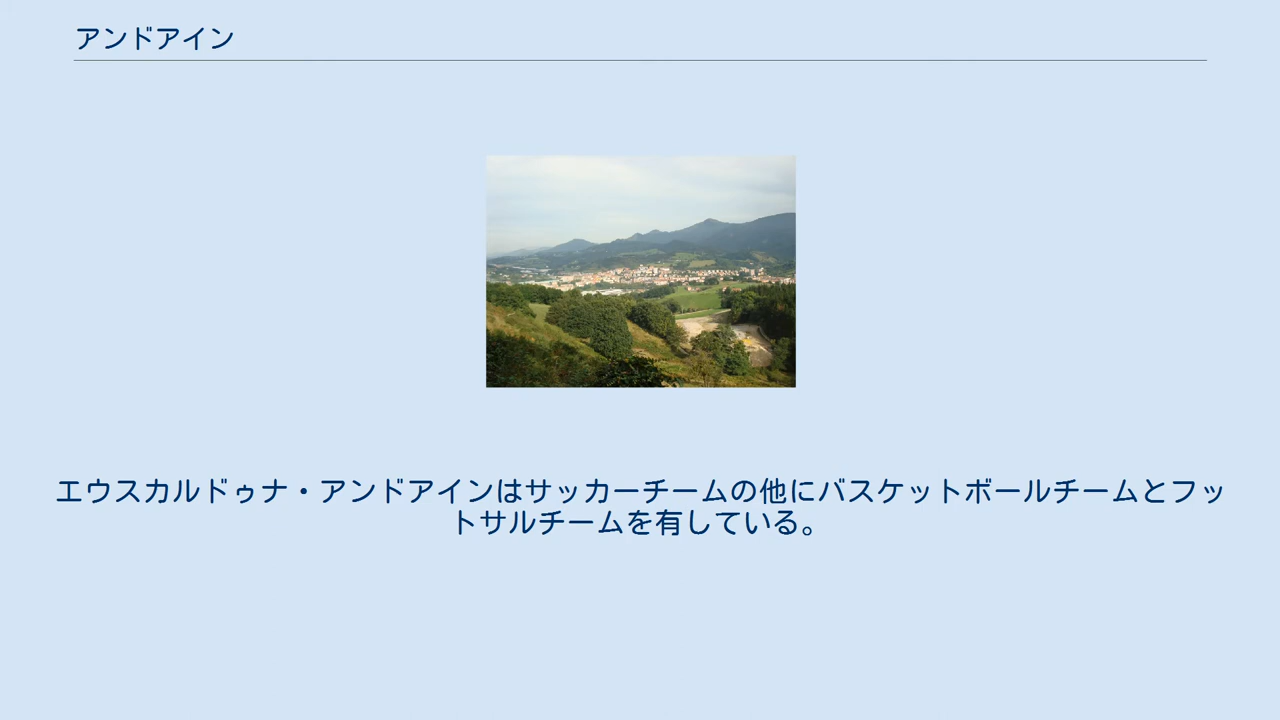 アンドアイン
エウスカルドゥナ・アンドアインはサッカーチームの他にバスケットボールチームとフッ
トサルチームを有している。